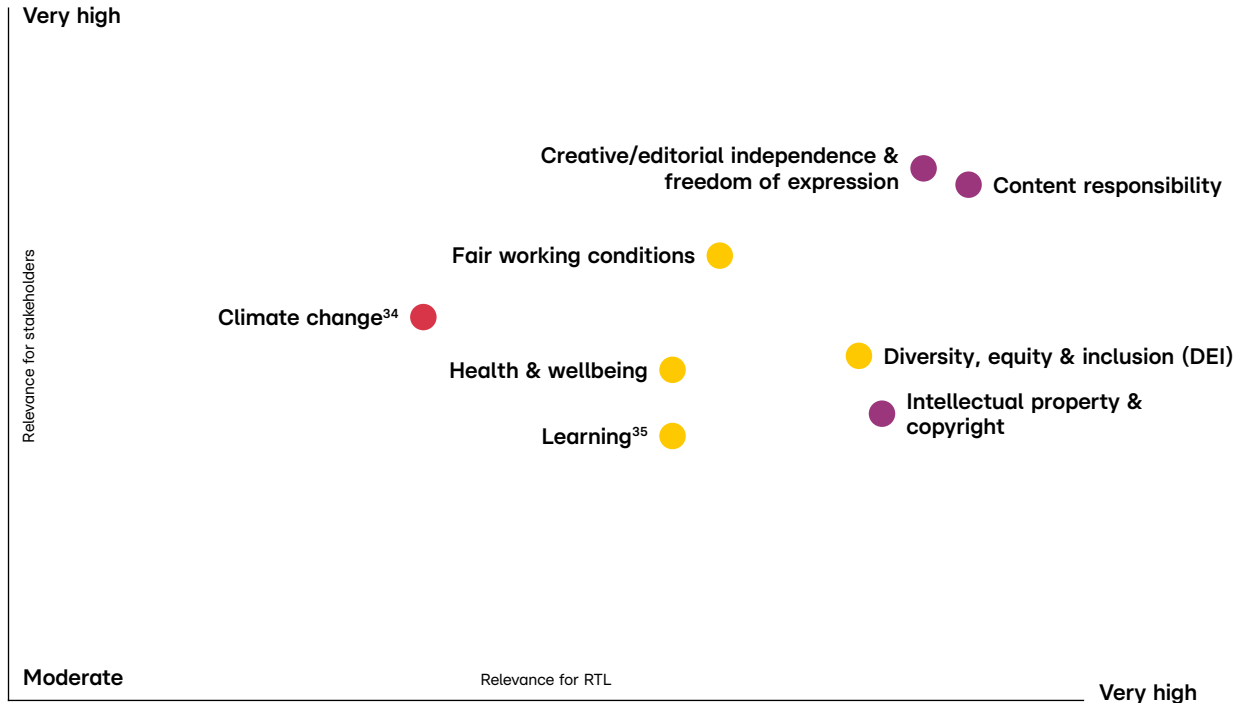 Very high
Creative/editorial independence &
freedom of expression
Content responsibility
Fair working conditions
Relevance for stakeholders
Climate change³⁴
Diversity, equity & inclusion (DEI)
Health & wellbeing
Intellectual property &
copyright
Learning³⁵
Moderate
Relevance for RTL
Very high